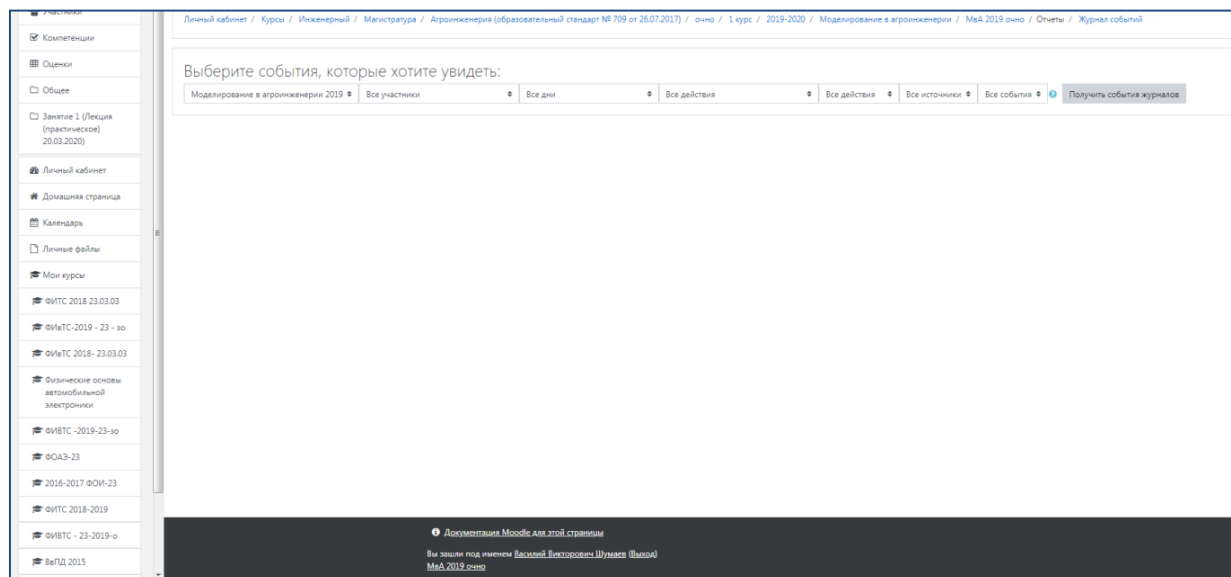 Участники
Личный кабинет / Курсы / Инженерный / Магистратура / Агроинженерия (образовательный стандарт № 709 от 26.07.2017) / очно / 1 курс / 2019-2020 / Моделирование в агроинженерии / МвА 2019 очно / Отчеты / Журнал событий
Компетенции
Оценки
Общее
Занятие 1 (Лекция
(практическое)
20.03.2020)
Выберите события, которые хотите увидеть:
Моделирование в агроинженерии 2019 Все участники Все дни Все действия Все действия Все источники Все события Получить события журналов
Личный кабинет
Домашняя страница
Календарь
Личные файлы
Мои курсы
ФИТС 2018 23.03.03
ФИвТС-2019 - 23 - зо
ФИвТС 2018- 23.03.03
Физические основы
автомобильной
электроники
ФИВТС -2019-23-зо
ФОАЭ-23
2016-2017 ФОИ-23
ФИТС 2018-2019
ФИВТС - 23-2019-о
ВвПД 2015
Документация Moodle для этой страницы
Вы зашли под именем Василий Викторович Шумаев (Выход)
МвА 2019 очно